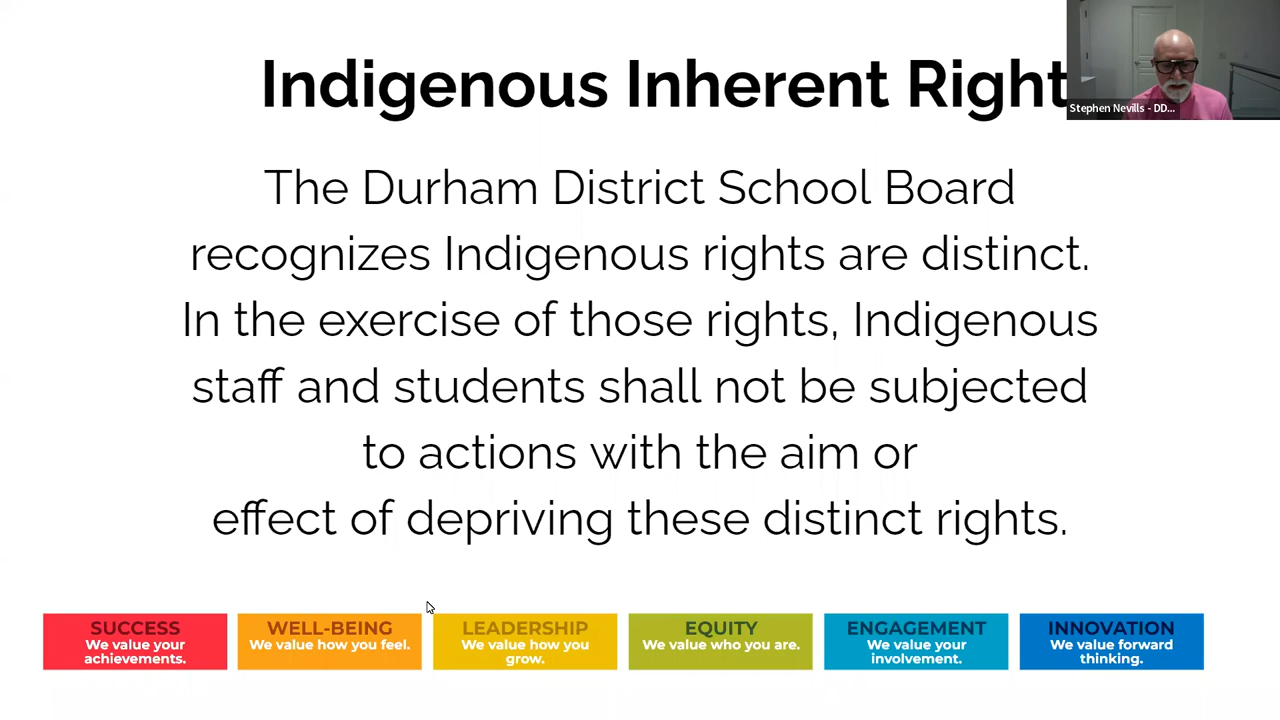 Indigenous Inherent Right
Stephen Nevills - DD...
The Durham District School Board
recognizes Indigenous rights are distinct.
In the exercise of those rights, Indigenous
staff and students shall not be subjected
to actions with the aim or
effect of depriving these distinct rights.
SUCCESS
We value your
achievements.
WELL-BEING
We value how you feel.
LEADERSHIP
We value how you
grow.
EQUITY
We value who you are.
ENGAGEMENT
We value your
involvement.
INNOVATION
We value forward
thinking.